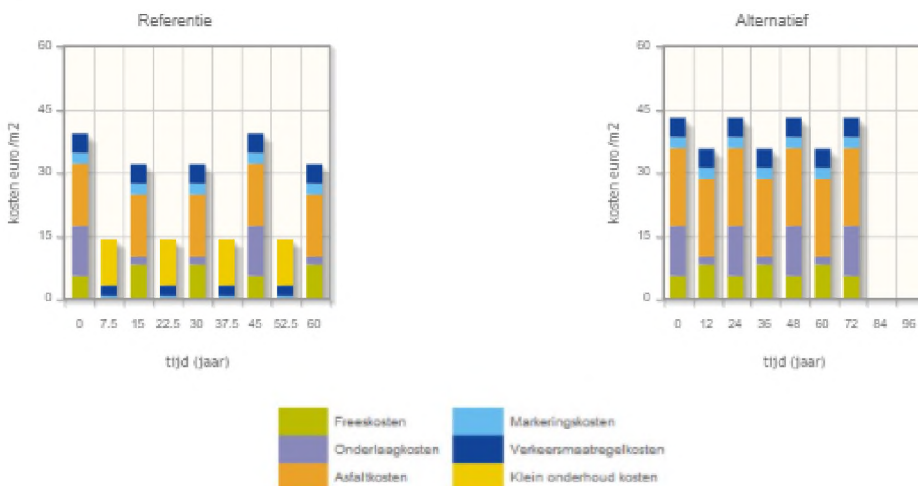 Referentie
60
45
30
15
0
kosten euro/m2
0 7.5 15 22.5 30 37.5 45 52.5 60
tijd (jaar)
Alternatief
60
45
30
15
0
kosten euro/m2
0 12 24 36 48 60 72 84 96
tijd (jaar)
Freeskosten
Onderlaagkosten
Asfaltkosten
Markeringskosten
Verkeersmaatregelkosten
Klein onderhoud kosten